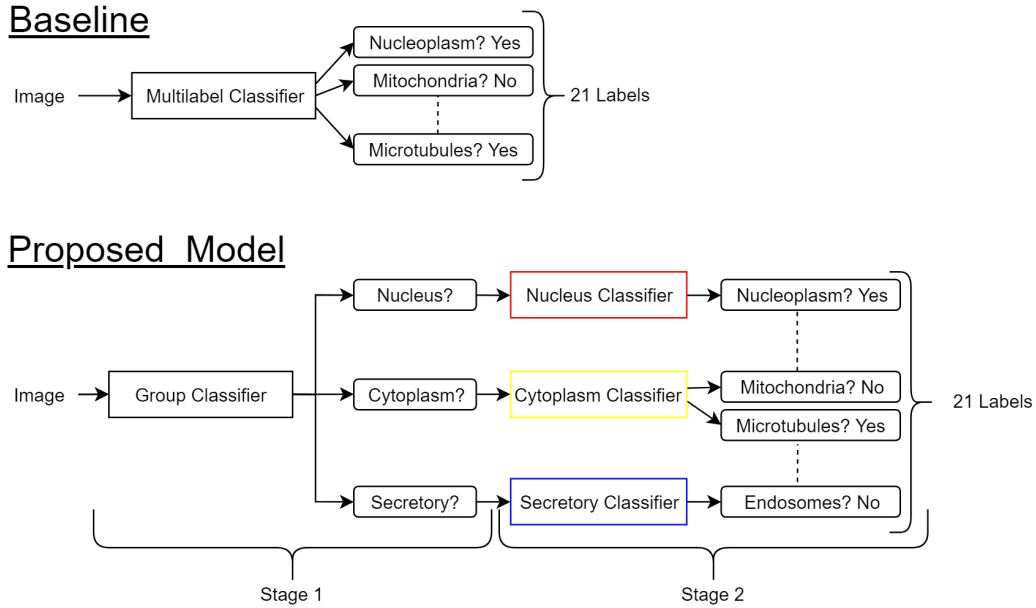 Baseline
Nucleoplasm? Yes
Image
Multilabel Classifier
Mitochondria? No
21 Labels
Microtubules? Yes
Proposed Model
Nucleus?
Nucleus Classifier
Nucleoplasm? Yes
Image
Group Classifier
Cytoplasm?
Cytoplasm Classifier
Mitochondria? No
Microtubules? Yes
21 Labels
Secretory?
Secretory Classifier
Endosomes? No
Stage 1
Stage 2